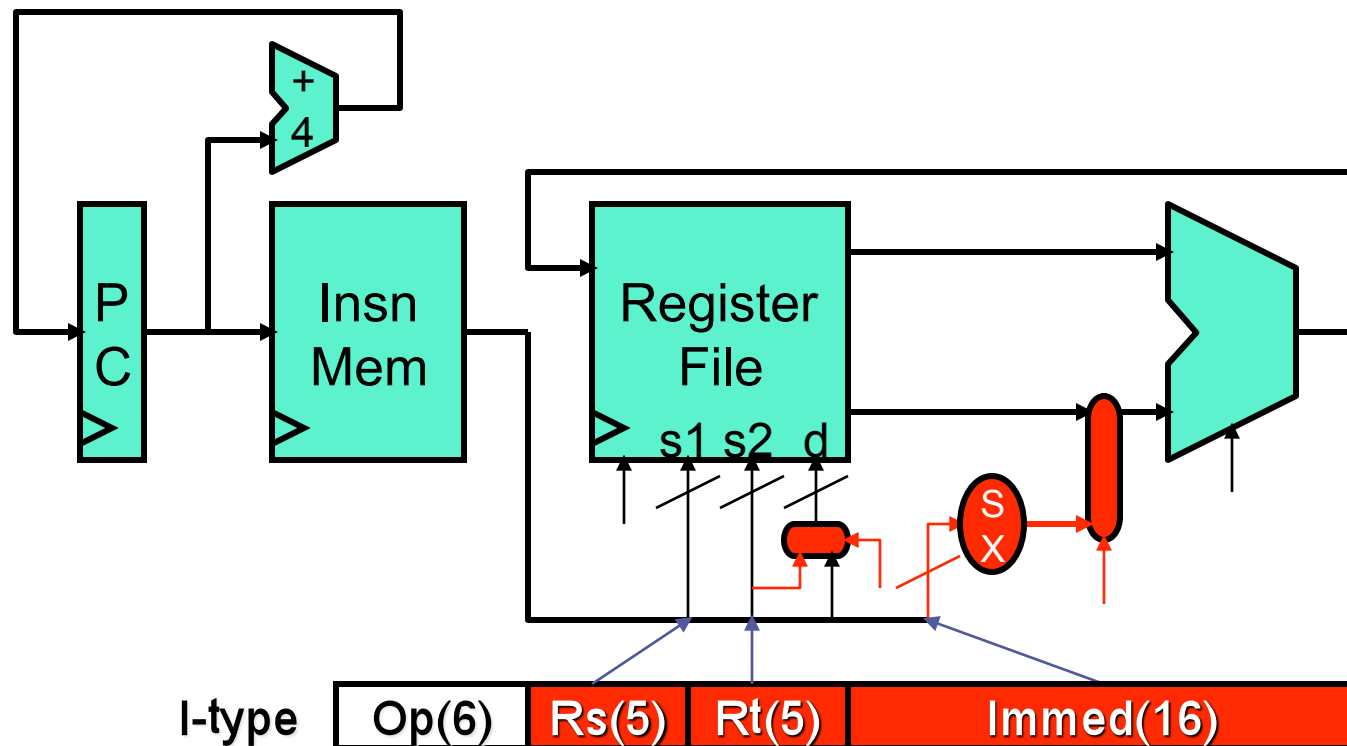 +
4
P
C
Insn
Mem
Register
File
s1 s2 d
S
X
I-type Op(6) Rs(5) Rt(5) Immed(16)